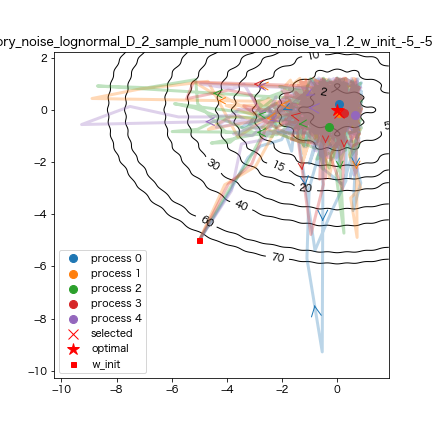 ory_noise_lognormal_D_2_sample_num10000_noise_va_1.2_w_init_-5_-5
10
2
15
30
20
40
60
70
2
0
−2
−4
−6
−8
−10
process 0
process 1
process 2
process 3
process 4
selected
optimal
w_init
−10
−8
−6
−4
−2
0